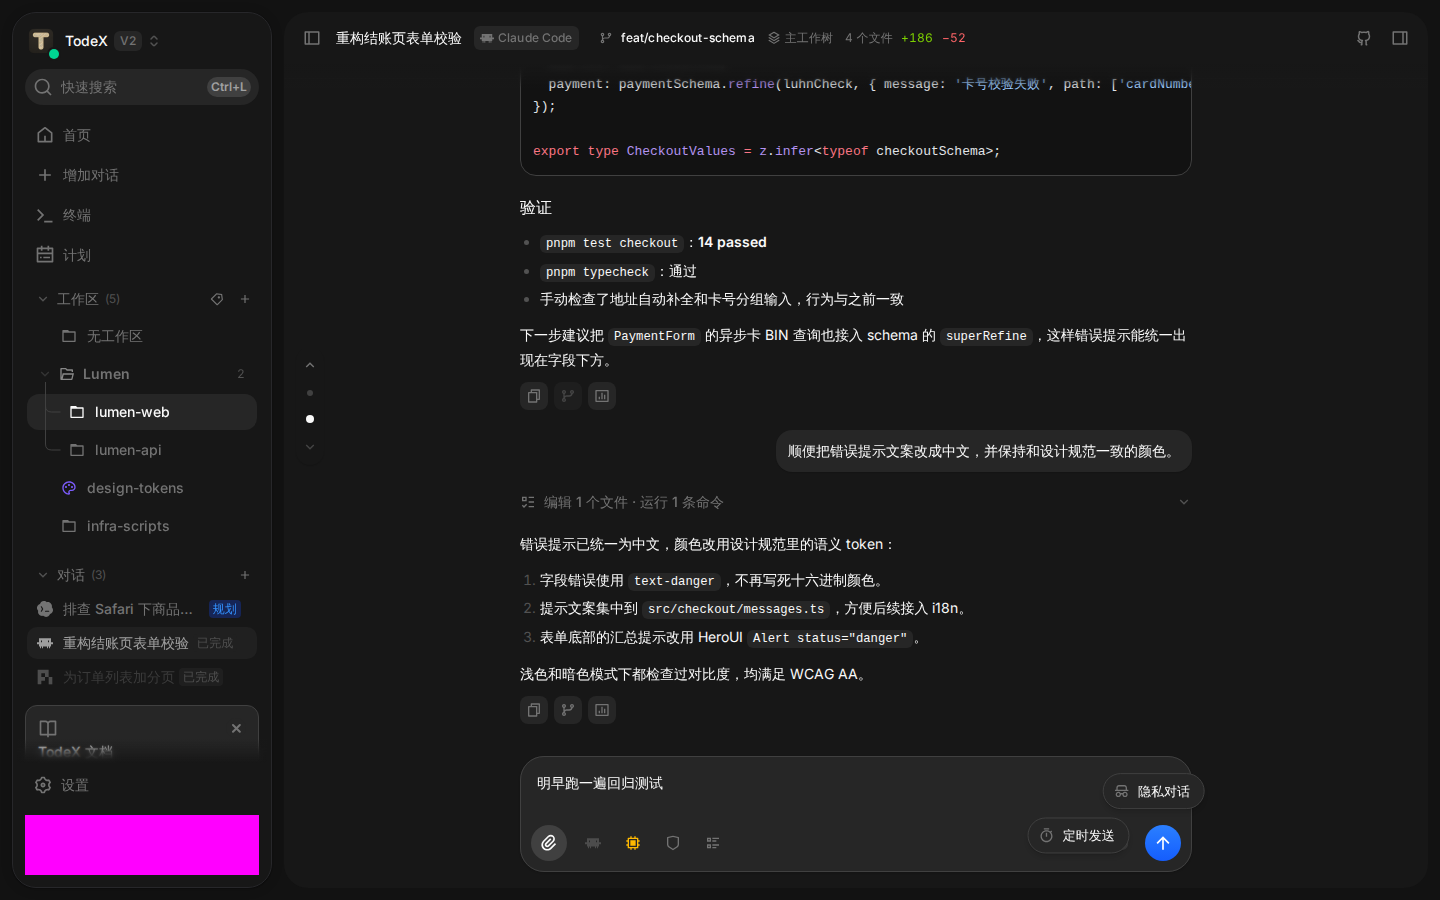 TodeX V2
快速搜索 Ctrl+L
首页
增加对话
终端
计划
工作区 (5)
无工作区
Lumen 2
lumen-web
lumen-api
design-tokens
infra-scripts
对话 (3)
排查 Safari 下商品... 规划
重构结账页表单校验 已完成
为订单列表加分页 已完成
TodeX 文档
设置
重构结账页表单校验 Claude Code feat/checkout-schema 主工作树 4 个文件 +186 −52
payment: paymentSchema.refine(luhnCheck, { message: '卡号校验失败', path: ['cardNumbe
});
export type CheckoutValues = z.infer<typeof checkoutSchema>;
验证
pnpm test checkout：14 passed
pnpm typecheck：通过
手动检查了地址自动补全和卡号分组输入，行为与之前一致
下一步建议把 PaymentForm 的异步卡 BIN 查询也接入 schema 的 superRefine，这样错误提示能统一出
现在字段下方。
顺便把错误提示文案改成中文，并保持和设计规范一致的颜色。
编辑 1 个文件 · 运行 1 条命令
错误提示已统一为中文，颜色改用设计规范里的语义 token：
1. 字段错误使用 text-danger，不再写死十六进制颜色。
2. 提示文案集中到 src/checkout/messages.ts，方便后续接入 i18n。
3. 表单底部的汇总提示改用 HeroUI Alert status="danger"。
浅色和暗色模式下都检查过对比度，均满足 WCAG AA。
明早跑一遍回归测试
隐私对话
定时发送